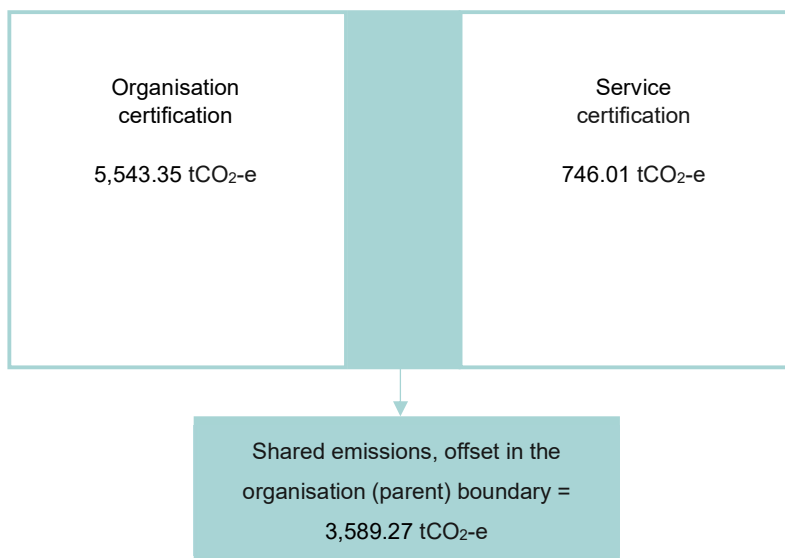 Organisation
certification
5,543.35 tCO₂-e
Service
certification
746.01 tCO₂-e
Shared emissions, offset in the
organisation (parent) boundary =
3,589.27 tCO₂-e